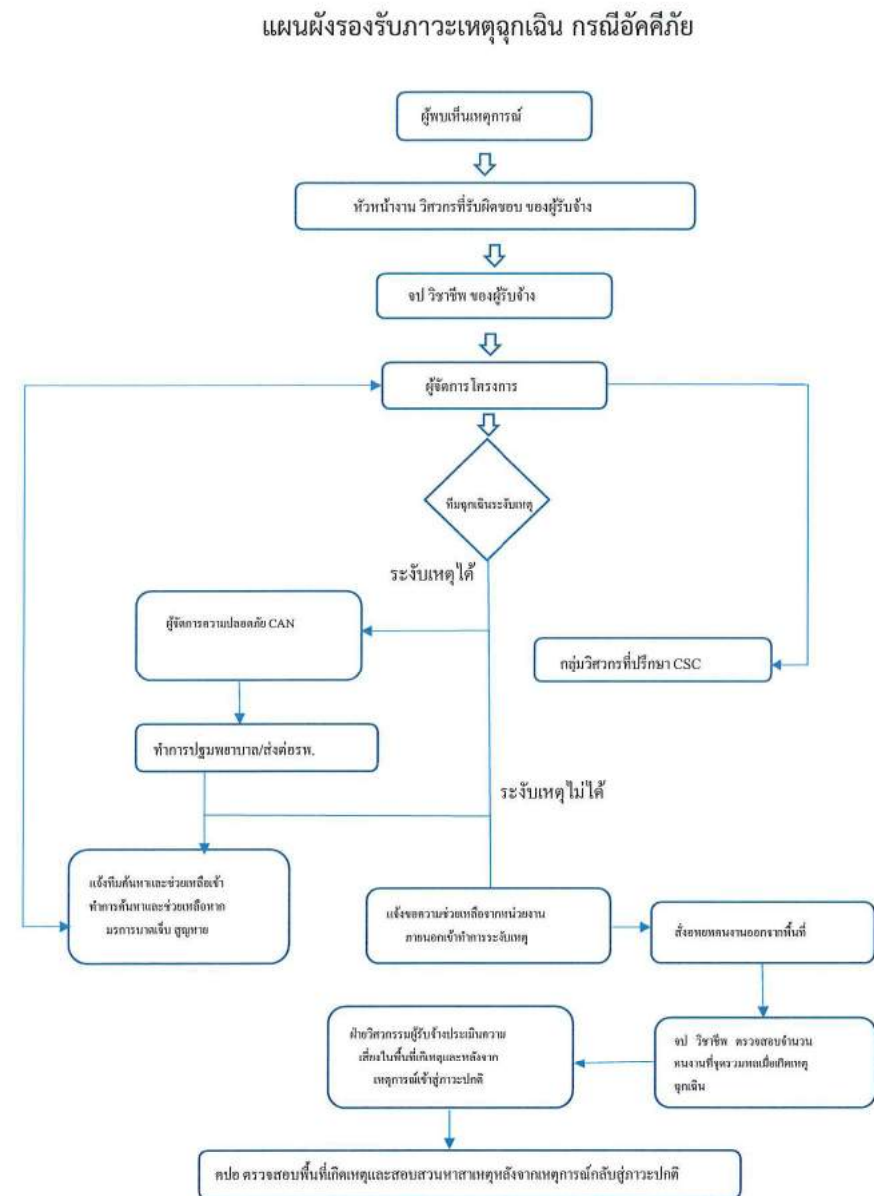 แผนผังรองรับภาวะเหตุฉุกเฉิน กรณีอัคคีภัย
ผู้พบเห็นเหตุการณ์
หัวหน้างาน วิศวกรที่รับผิดชอบ ของผู้รับจ้าง
จป วิชาชีพ ของผู้รับจ้าง
ผู้จัดการโครงการ
ทีมฉุกเฉินระงับเหตุ
ระงับเหตุได้
ผู้จัดการความปลอดภัย CAN
กลุ่มวิศวกรที่ปรึกษา CSC
ทำการปฐมพยาบาล/ส่งต่อรพ.
ระงับเหตุไม่ได้
แจ้งทีมค้นหาและช่วยเหลือเข้า
ทำการค้นหาและช่วยเหลือหาก
มรการบาดเจ็บ สูญหาย
แจ้งขอความช่วยเหลือจากหน่วยงาน
ภายนอกเข้าทำการระงับเหตุ
สั่งอพยพคนงานออกจากพื้นที่
ฝ่ายวิศวกรรมผู้รับจ้างประเมินความ
เสี่ยงในพื้นที่เกิเหตุและหลังจาก
เหตุการณ์เข้าสู่ภาวะปกติ
จป วิชาชีพ ตรวจสอบจำนวน
คนงานที่จุดรวมพลเมื่อเกิดเหตุ
ฉุกเฉิน
คปอ ตรวจสอบพื้นที่เกิดเหตุและสอบสวนหาสาเหตุหลังจากเหตุการณ์กลับสู่ภาวะปกติ